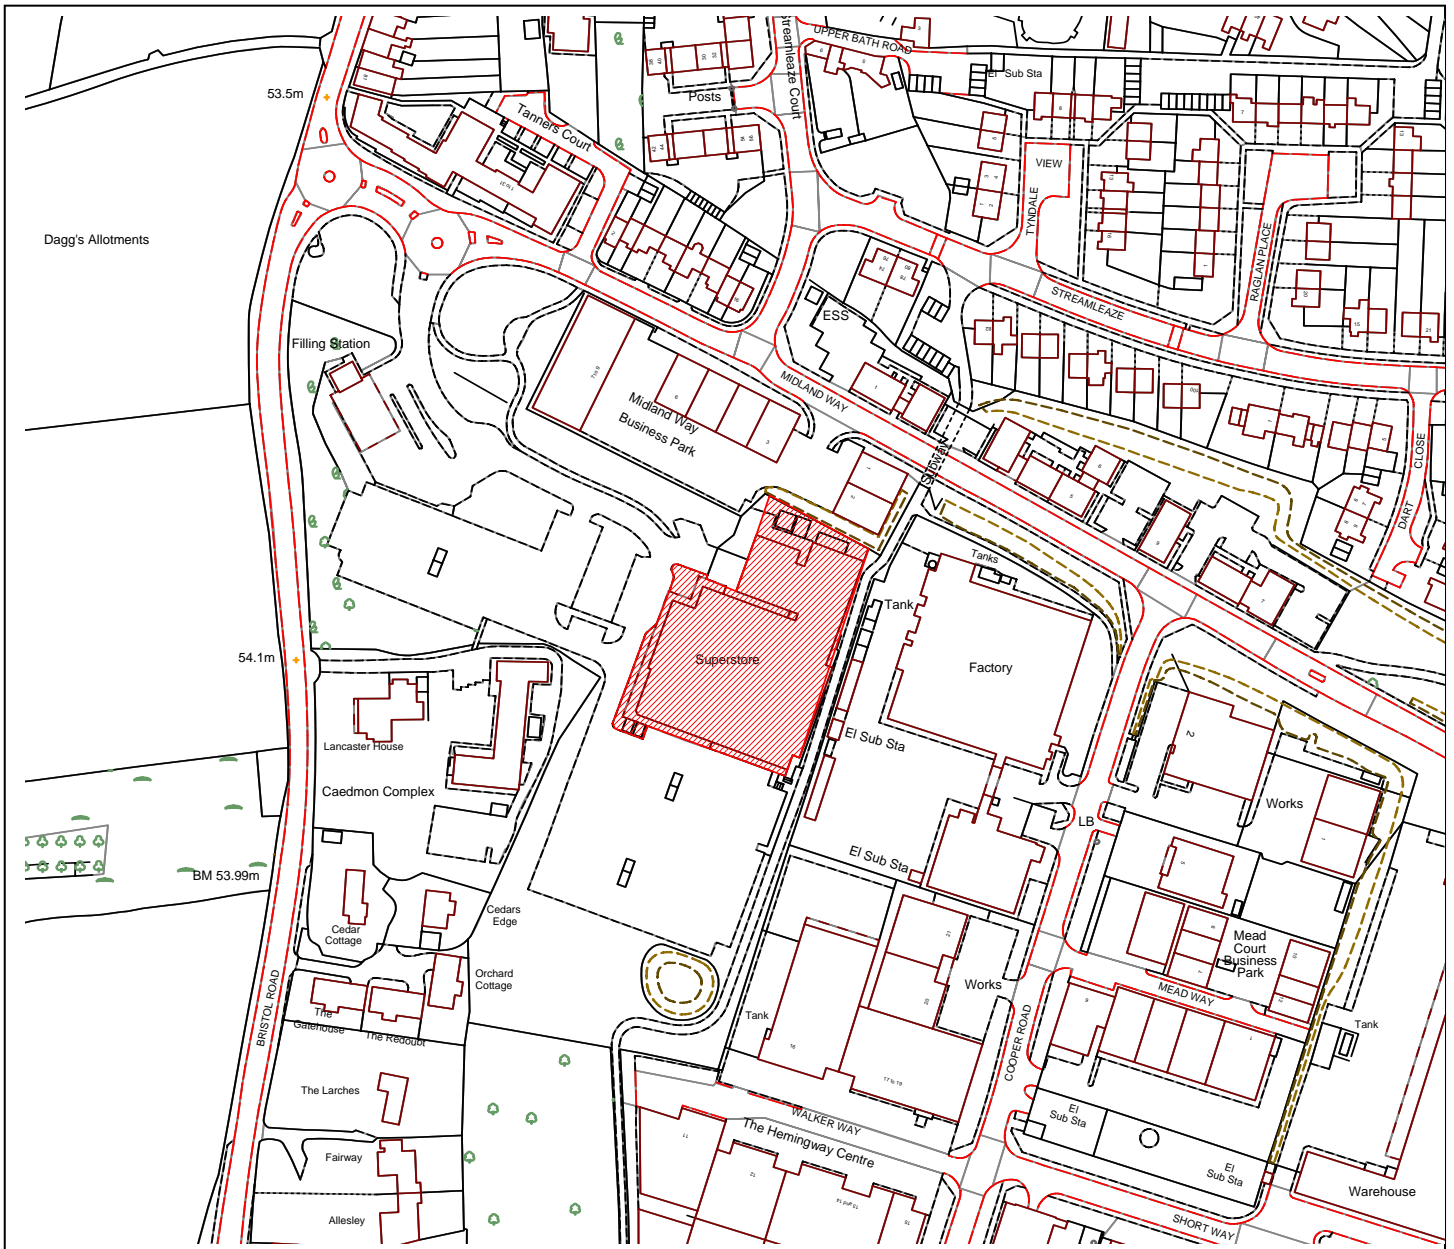 UPPER BATH ROAD
Streamleaze Court
El Sub Sta
53.5m
Posts
Tanners Court
VIEW
TYNDALE
RAGLAN PLACE
Dagg's Allotments
STREAMLEAZE
ESS
Filling Station
MIDLAND WAY
Midland Way
Business Park
Subway
CLOSE
DART
Tanks
Tank
54.1m
Superstore
Factory
Lancaster House
El Sub Sta
Caedmon Complex
Works
LB
El Sub Sta
BM 53.99m
Cedars
Edge
Cedar
Cottage
Mead
Court
Business
Park
Orchard
Cottage
Works
MEAD WAY
BRISTOL ROAD
The
Gatehouse
The Redoubt
Tank
Tank
COOPER ROAD
The Larches
El
Sub Sta
WALKER WAY
The Hemingway Centre
Fairway
El
Sub Sta
Warehouse
Allesley
SHORT WAY